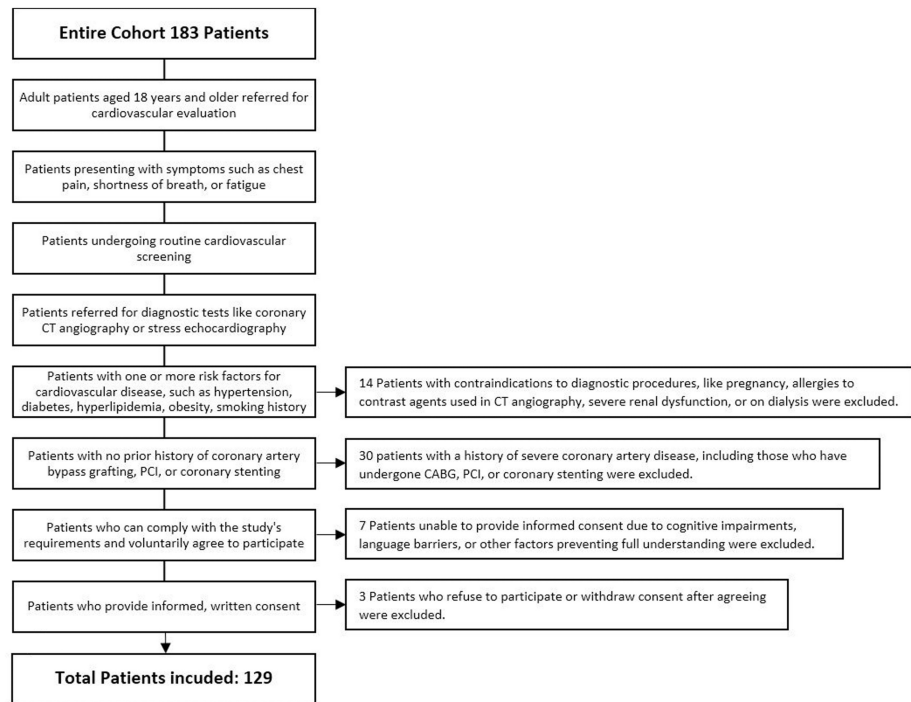 Entire Cohort 183 Patients
Adult patients aged 18 years and older referred for
cardiovascular evaluation
Patients presenting with symptoms such as chest
pain, shortness of breath, or fatigue
Patients undergoing routine cardiovascular
screening
Patients referred for diagnostic tests like coronary
CT angiography or stress echocardiography
Patients with one or more risk factors for
cardiovascular disease, such as hypertension,
diabetes, hyperlipidemia, obesity, smoking history
14 Patients with contraindications to diagnostic procedures, like pregnancy, allergies to
contrast agents used in CT angiography, severe renal dysfunction, or on dialysis were excluded.
Patients with no prior history of coronary artery
bypass grafting, PCI, or coronary stenting
30 patients with a history of severe coronary artery disease, including those who have
undergone CABG, PCI, or coronary stenting were excluded.
Patients who can comply with the study's
requirements and voluntarily agree to participate
7 Patients unable to provide informed consent due to cognitive impairments,
language barriers, or other factors preventing full understanding were excluded.
Patients who provide informed, written consent
3 Patients who refuse to participate or withdraw consent after agreeing
were excluded.
Total Patients incuded: 129